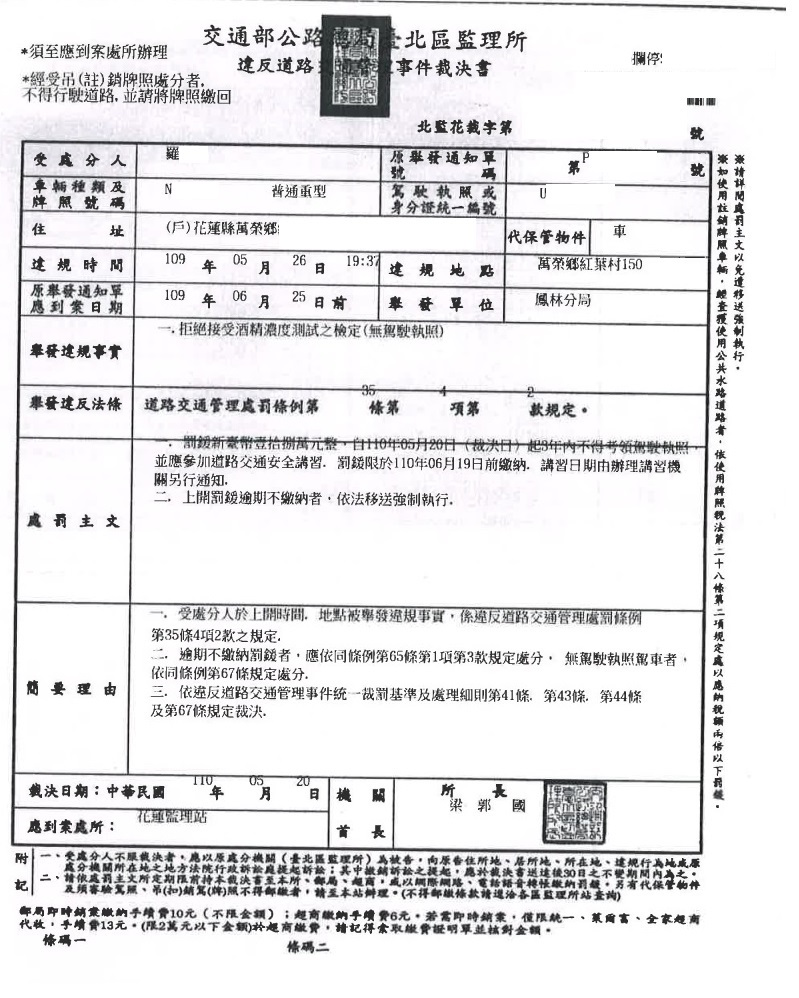 *須至應到案處所辦理
*經受吊(註)銷牌照處分者,
不得行駛道路, 並請將牌照繳回
交通部公路總局臺北區監理所
違反道路交通管理事件裁決書
攔停
北監花裁字第 號
受處分人 羅 原舉發通知單號碼 第 P 號
車輛種類及牌照號碼 N 普通重型 駕駛執照或身分證統一編號 U
住址 (戶)花蓮縣萬榮鄉 代保管物件 車
違規時間 109 年 05 月 26 日 19:37 違規地點 萬榮鄉紅葉村150
原舉發通知單應到案日期 109 年 06 月 25 日前 舉發單位 鳳林分局
舉發違規事實 一. 拒絕接受酒精濃度測試之檢定(無駕駛執照)
舉發違反法條 道路交通管理處罰條例第 35 條第 4 項第 2 款規定。
處罰主文
一. 罰鍰新臺幣壹拾捌萬元整, 自110年05月20日 (裁決日) 起3年內不得考領駕駛執照,
並應參加道路交通安全講習. 罰鍰限於110年06月19日前繳納. 講習日期由辦理講習機
關另行通知.
二. 上開罰鍰逾期不繳納者, 依法移送強制執行.
簡要理由
一. 受處分人於上開時間. 地點被舉發違規事實, 係違反道路交通管理處罰條例
第35條4項2款之規定.
二. 逾期不繳納罰鍰者, 應依同條例第65條第1項第3款規定處分, 無駕駛執照駕車者,
依同條例第67條規定處分.
三. 依違反道路交通管理事件統一裁罰基準及處理細則第41條. 第43條. 第44條
及第67條規定裁決.
裁決日期：中華民國 110 年 05 月 20 日 機關首長 所長 梁郭國
應到案處所： 花蓮監理站
附記
一、受處分人不服裁決者，應以原處分機關（臺北區監理所）為被告，向原告住所地、居所地、所在地、違規行為地或原
處分機關所在地之地方法院行政訴訟庭提起訴訟；其中撤銷訴訟之提起，應於裁決書送達後30日之不變期間內為之。
二、請依處罰主文所定期限前持本裁決書至本所、郵局、超商，或以網際網路、電話語音轉帳繳納罰鍰。另有代保管物件
及須審驗駕照、吊(扣)銷駕(牌)照不得郵繳者，請至本站辦理。(不得郵繳條款請逕洽各區監理所站查詢)
郵局即時銷案繳納手續費10元（不限金額）；超商繳納手續費6元。若當即時銷案，僅限統一、萊爾富、全家超商
代收，手續費13元。(限2萬元以下金額)於超商繳費，請記得索取繳費證明單並核對金額。
條碼一 條碼二
※請詳閱處罰主文以免遭移送強制執行。
※如使用註銷牌照車輛，經查獲使用公共水陸道路者，依使用牌照稅法第二十八條第二項規定處以應納稅額兩倍以下罰鍰。